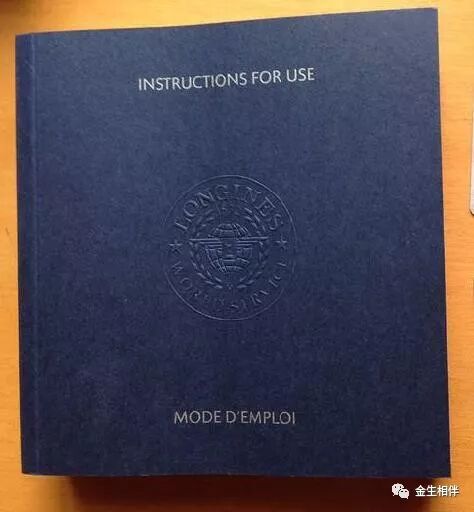 INSTRUCTIONS FOR USE
LONGINES
WORLD SERVICE
MODE D'EMPLOI
金生相伴